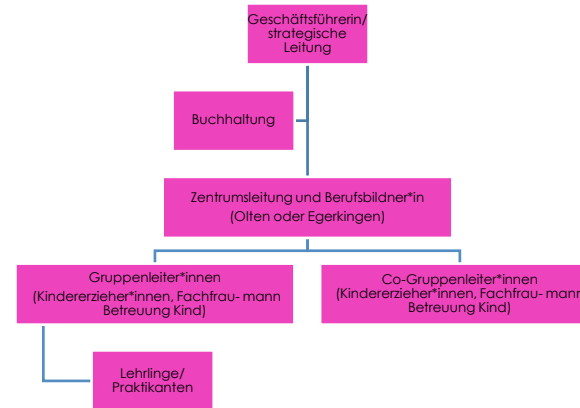 Geschäftsführerin/
strategische
Leitung
Buchhaltung
Zentrumsleitung und Berufsbildner*in
(Olten oder Egerkingen)
Gruppenleiter*innen
(Kindererzieher*innen, Fachfrau- mann
Betreuung Kind)
Co-Gruppenleiter*innen
(Kindererzieher*innen, Fachfrau- mann
Betreuung Kind)
Lehrlinge/
Praktikanten